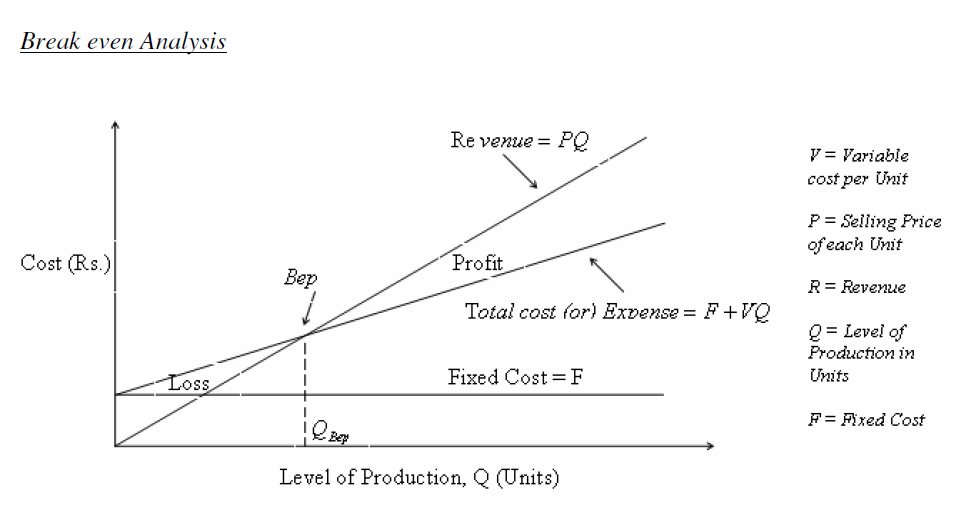 Break even Analysis
Revenue = PQ
V = Variable
cost per Unit
P = Selling Price
of each Unit
Cost (Rs.)
Profit
Bep
R = Revenue
Total cost (or) Expense = F +VQ
Q = Level of
Production in
Units
Loss
Fixed Cost = F
F = Fixed Cost
Q Bep
Level of Production, Q (Units)